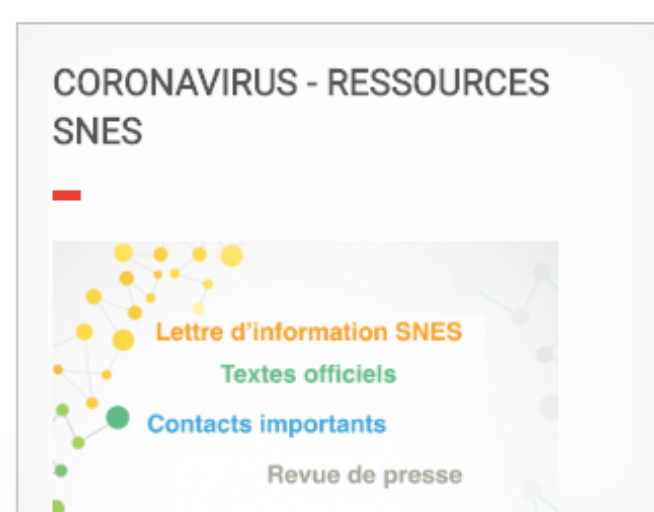 CORONAVIRUS - RESSOURCES
SNES
Lettre d'information SNES
Textes officiels
Contacts importants
Revue de presse